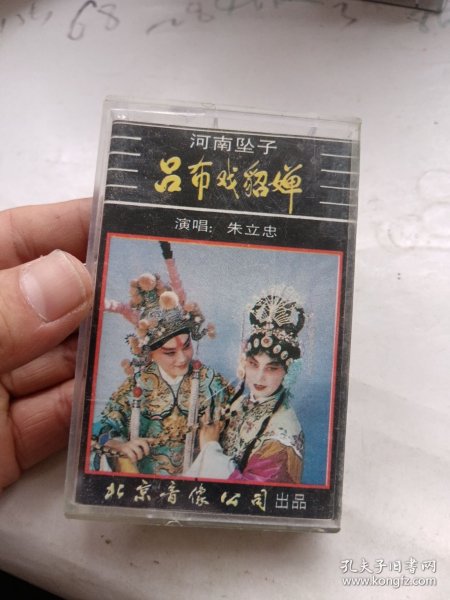 68
河南坠子
吕布戏貂婵
演唱：朱立忠
北京音像公司 出品
孔夫子旧书网
www.kongfz.com